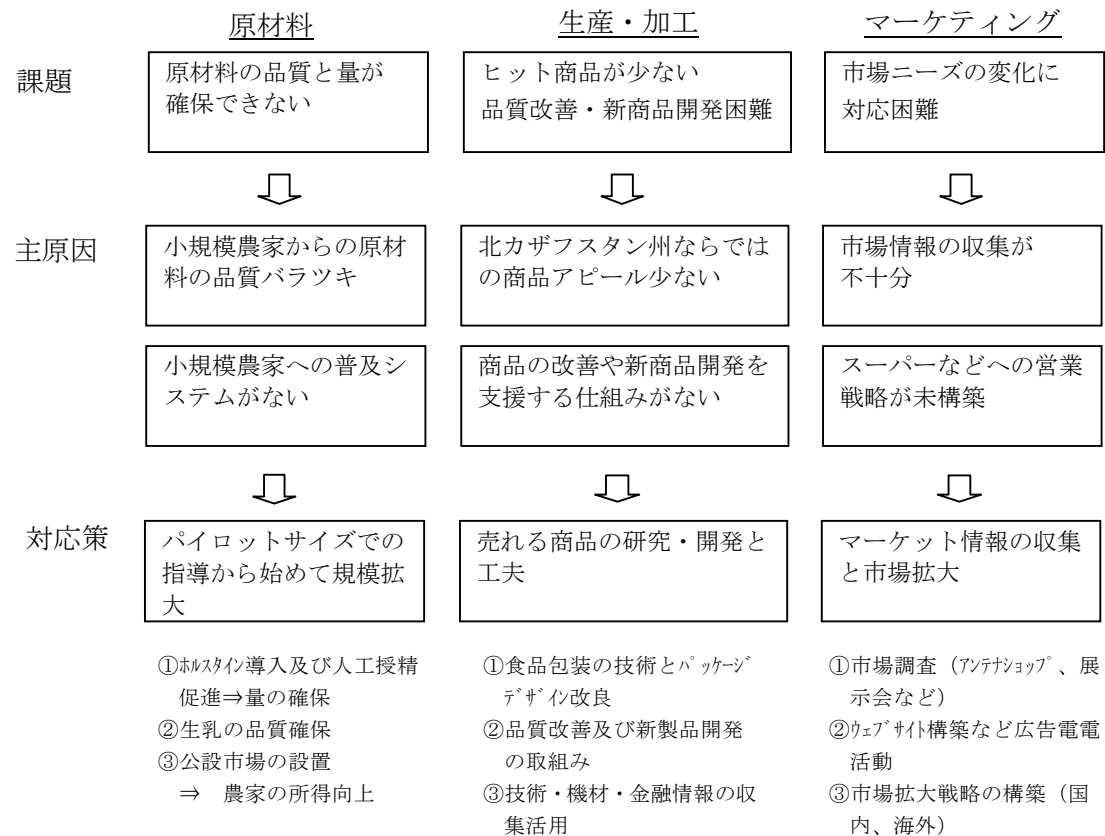 原材料
生産・加工
マーケティング
課題
原材料の品質と量が
確保できない
ヒット商品が少ない
品質改善・新商品開発困難
市場ニーズの変化に
対応困難
主原因
小規模農家からの原材
料の品質バラツキ
北カザフスタン州ならでは
の商品アピール少ない
市場情報の収集が
不十分
小規模農家への普及シ
ステムがない
商品の改善や新商品開発を
支援する仕組みがない
スーパーなどへの営業
戦略が未構築
対応策
パイロットサイズでの
指導から始めて規模拡
大
売れる商品の研究・開発と
工夫
マーケット情報の収集
と市場拡大
①ﾎﾙｽﾀｲﾝ導入及び人工授精
促進⇒量の確保
②生乳の品質確保
③公設市場の設置
⇒ 農家の所得向上
①食品包装の技術とﾊﾟｯｹｰｼﾞ
ﾃﾞｻﾞｲﾝ改良
②品質改善及び新製品開発
の取組み
③技術・機材・金融情報の収
集活用
①市場調査（ｱﾝﾃﾅｼｮｯﾌﾟ、展
示会など）
②ｳｪﾌﾞｻｲﾄ構築など広告電電
活動
③市場拡大戦略の構築（国
内、海外）